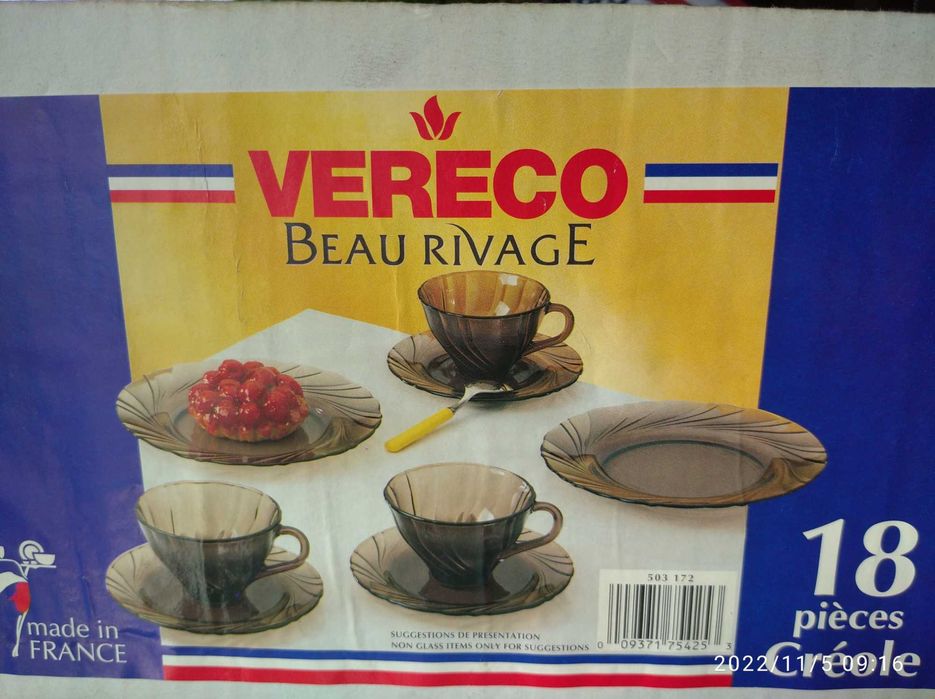 VERECO
BEAU RIVAGE
18
pièces
Créole
made in
FRANCE
503 172
SUGGESTIONS DE PRESENTATION
NON GLASS ITEMS ONLY FOR SUGGESTIONS
0 09371 75425 3
2022/11/5 09:16